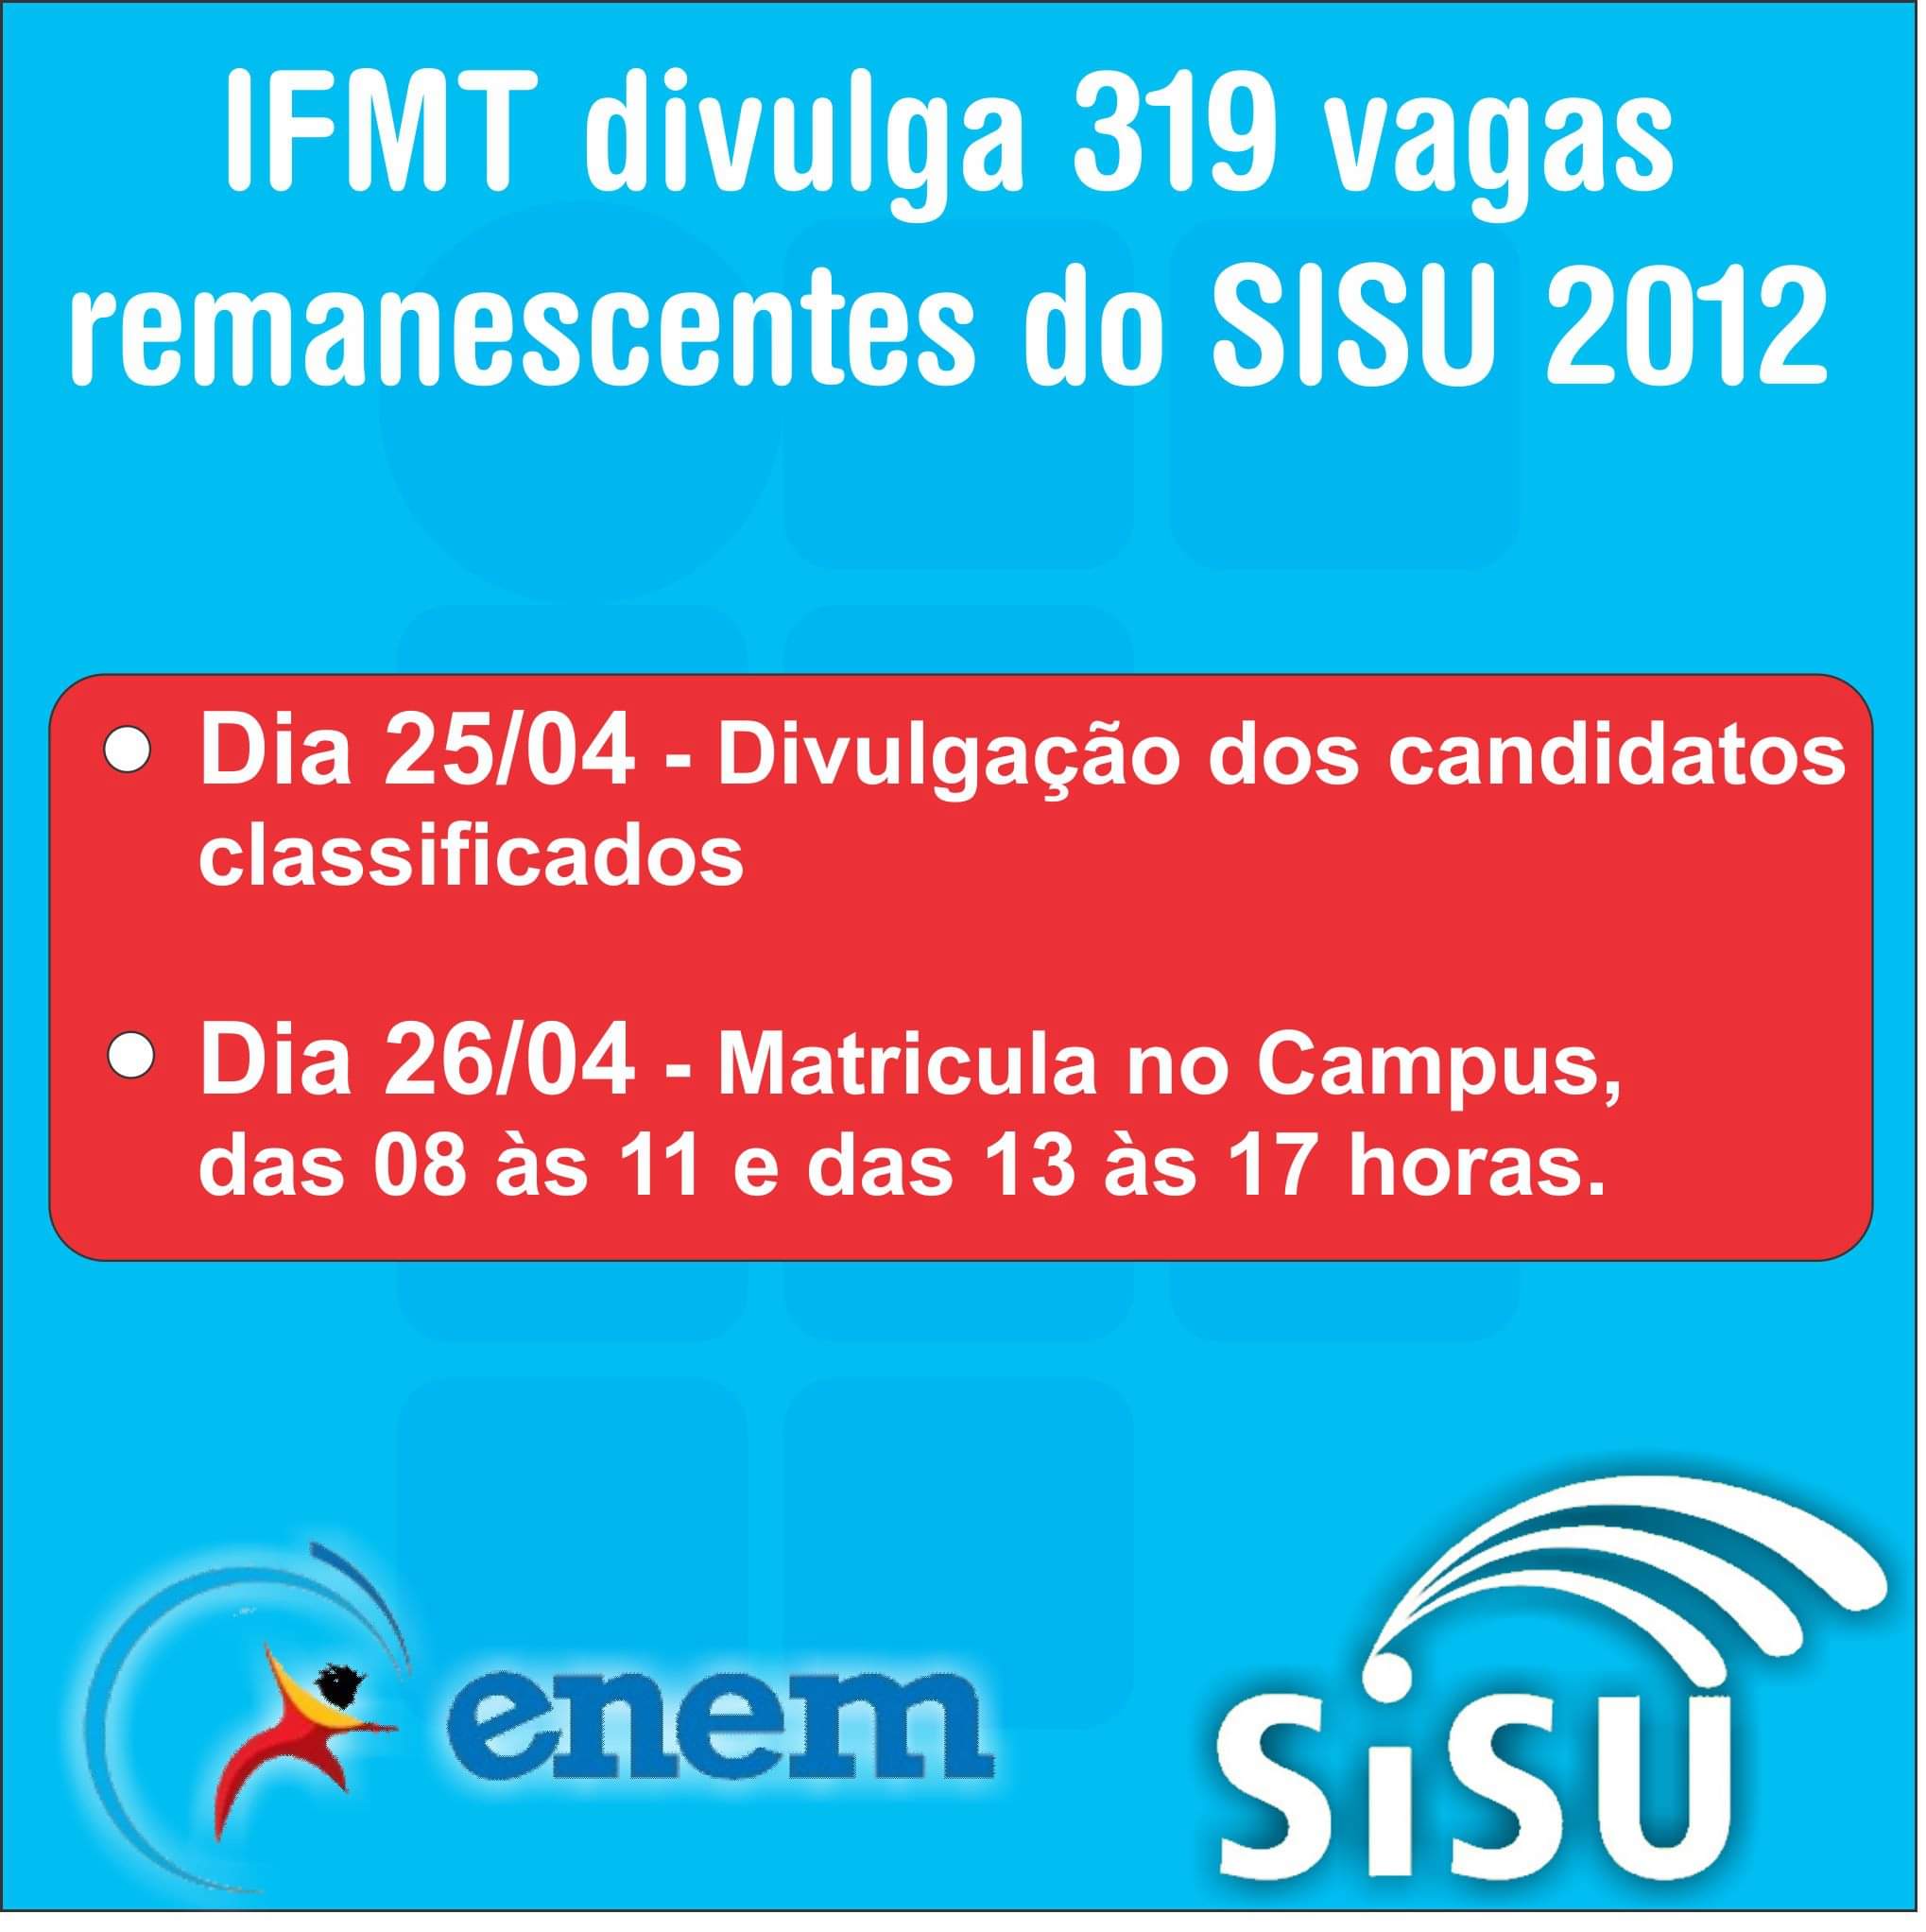 IFMT divulga 319 vagas
remanescentes do SISU 2012
Dia 25/04 - Divulgação dos candidatos
classificados
Dia 26/04 - Matricula no Campus,
das 08 às 11 e das 13 às 17 horas.
enem
SiSU